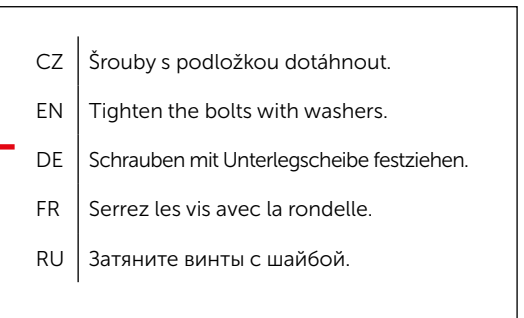 CZ Šrouby s podložkou dotáhnout.
EN Tighten the bolts with washers.
DE Schrauben mit Unterlegscheibe festziehen.
FR Serrez les vis avec la rondelle.
RU Затяните винты с шайбой.